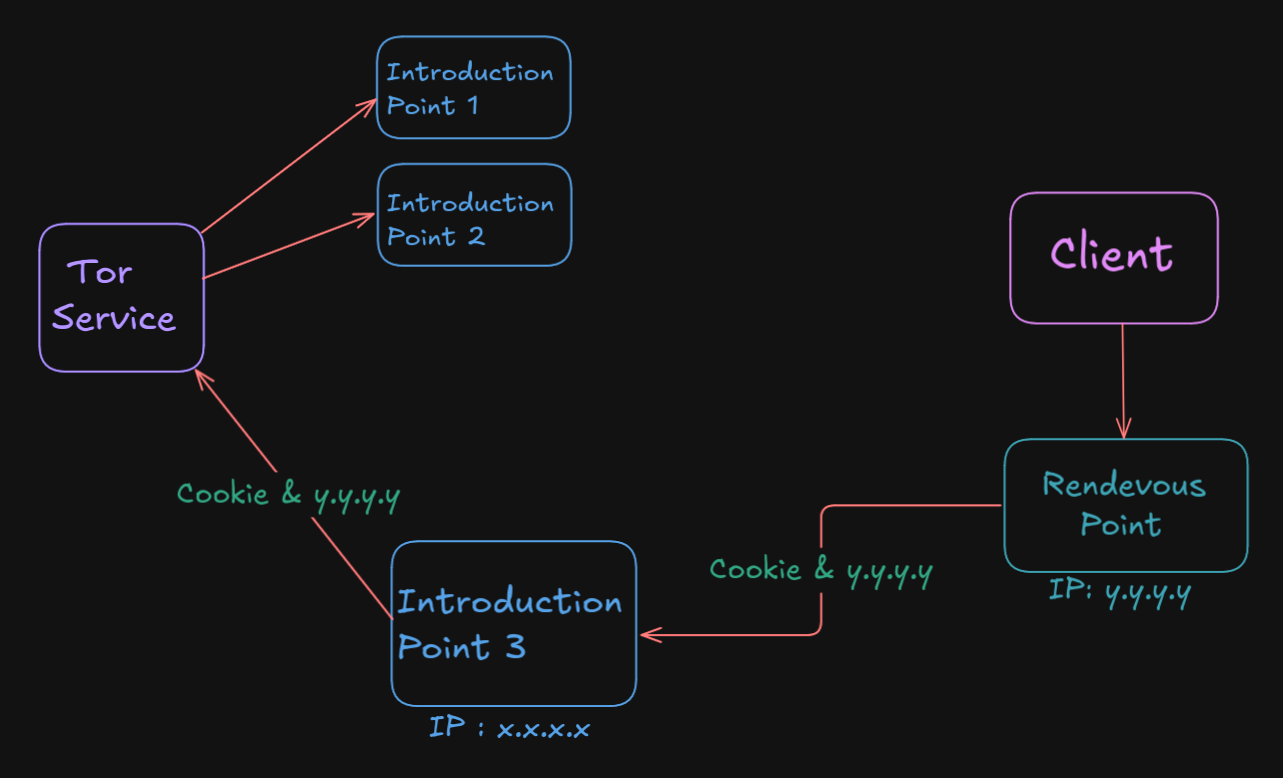 Introduction
Point 1
Introduction
Point 2
Tor
Service
Client
Cookie & y.y.y.y
Rendevous
Point
IP: y.y.y.y
Cookie & y.y.y.y
Introduction
Point 3
IP : x.x.x.x